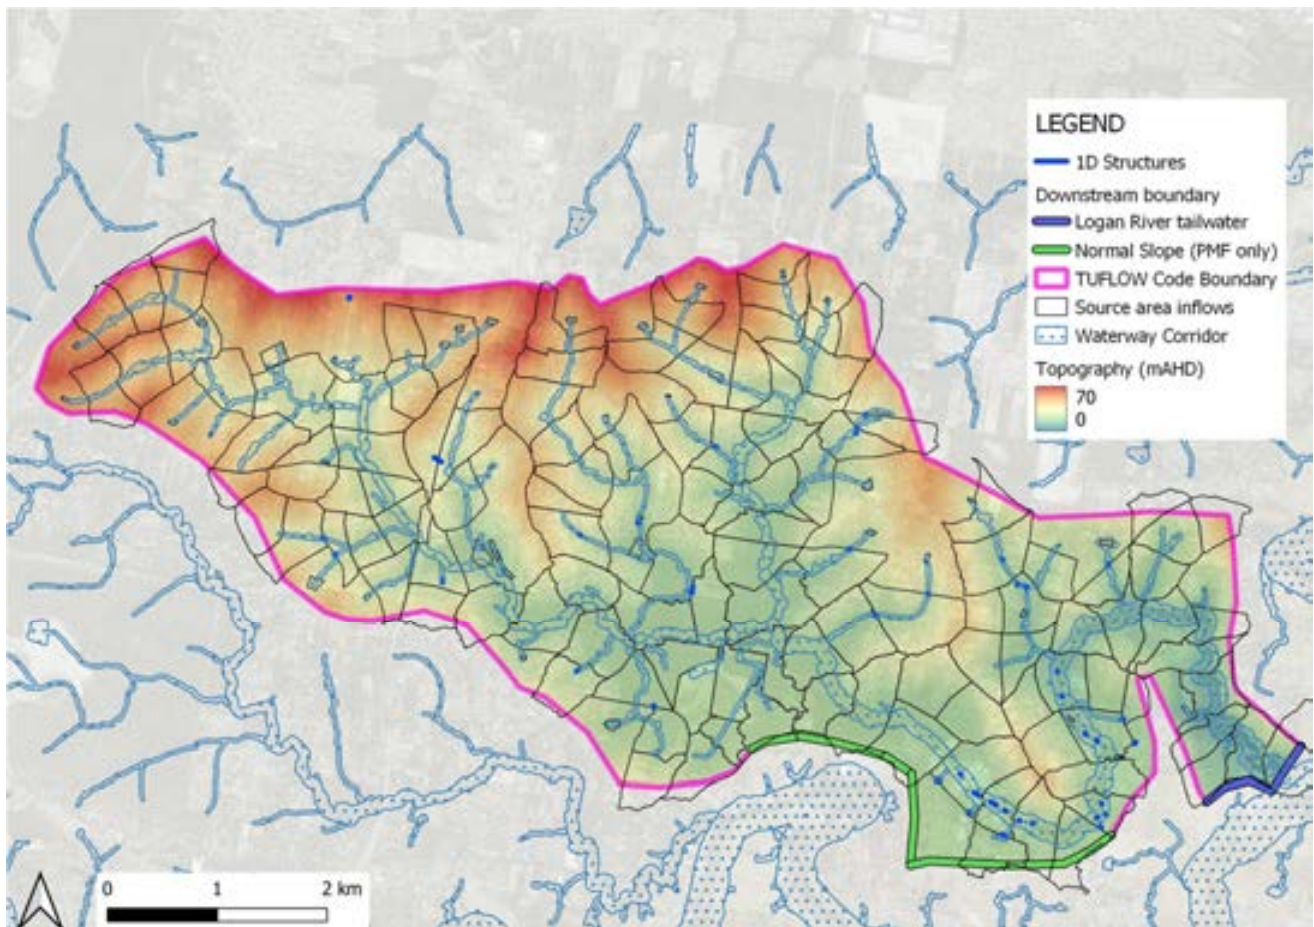 LEGEND
1D Structures
Downstream boundary
Logan River tailwater
Normal Slope (PMF only)
TUFLOW Code Boundary
Source area inflows
Waterway Corridor
Topography (mAHD)
70
0
0 1 2 km